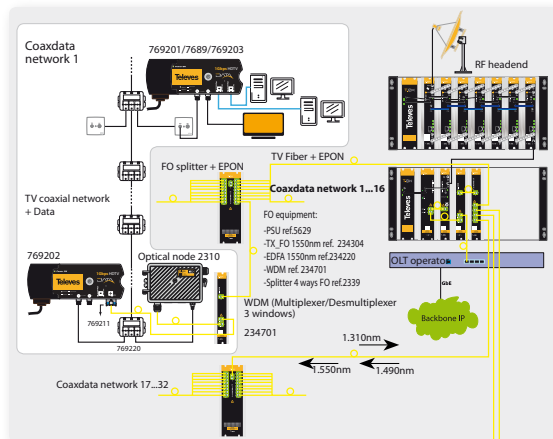 Coaxdata
network 1
769201/7689/769203
Televes
RF headend
Televes
TV Fiber + EPON
FO splitter + EPON
Coaxdata network 1...16
TV coaxial network
+ Data
FO equipment:
-PSU ref.5629
-TX_FO 1550nm ref. 234304
-EDFA 1550nm ref.234220
-WDM ref. 234701
-Splitter 4 ways FO ref.2339
Televes
OLT operator
GbE
769202
Optical node 2310
Televes
WDM (Multiplexer/Desmultiplexer
3 windows)
234701
769211
769220
Backbone IP
1.310nm
1.550nm
1.490nm
Coaxdata network 17...32